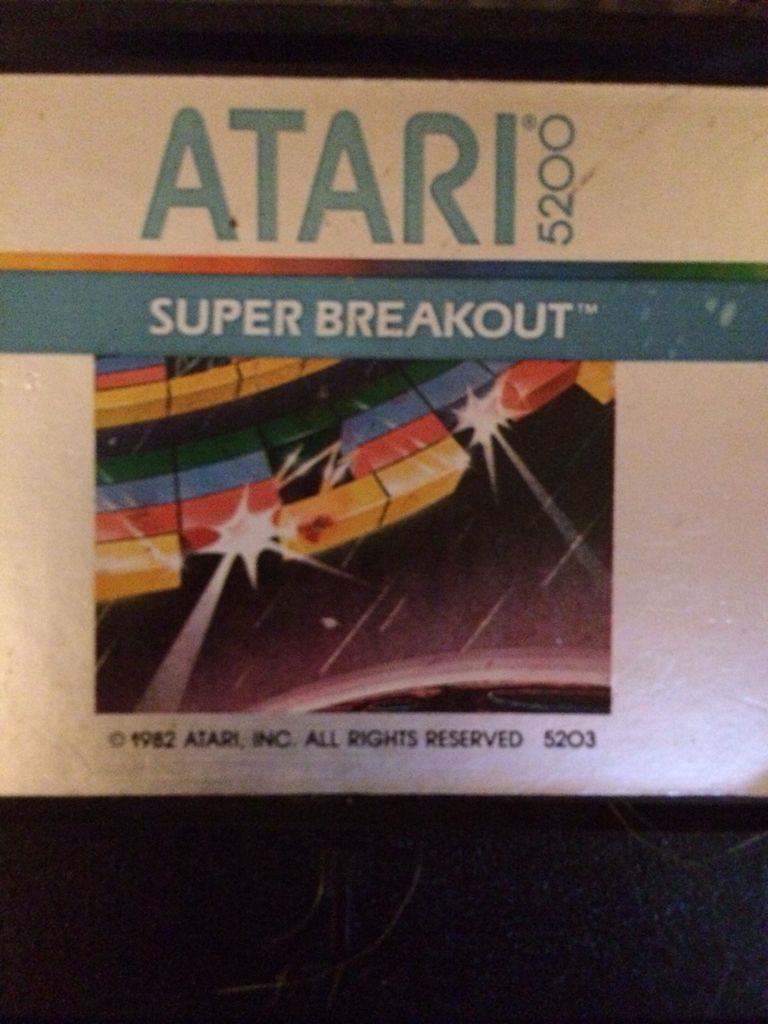 ATARI® 5200
SUPER BREAKOUT™
© 1982 ATARI, INC. ALL RIGHTS RESERVED 5203